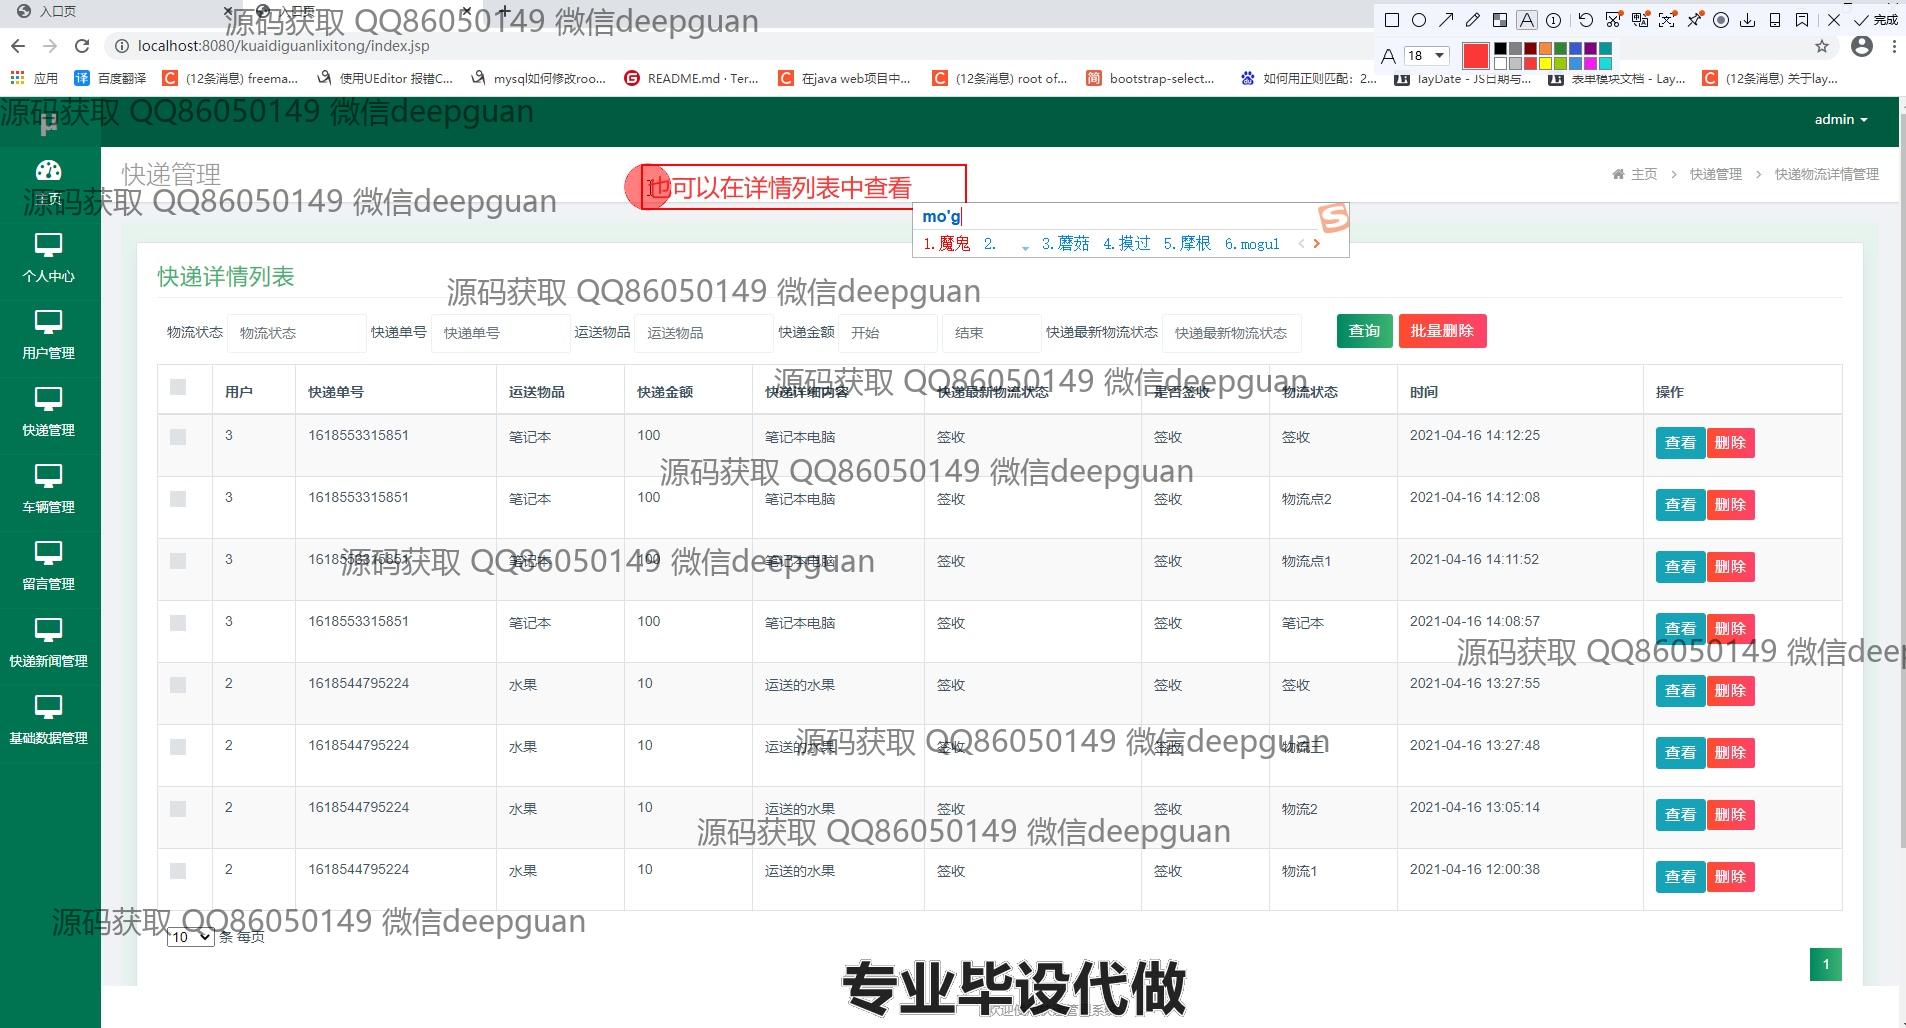 入口页
入口页
源码获取 QQ86050149 微信deepguan
完成
localhost:8080/kuaidiguanlixitong/index.jsp
A 18
应用 百度翻译 (12条消息) freema... 使用UEditor 报错C... mysql如何修改roo... README.md · Ter... 在java web项目中... (12条消息) root of... bootstrap-select... 如何用正则匹配：2... layDate - JS日期与... 表单模块文档 - Lay... (12条消息) 关于lay...
源码获取 QQ86050149 微信deepguan
admin
快递管理
也可以在详情列表中查看
主页 > 快递管理 > 快递物流详情管理
主页
源码获取 QQ86050149 微信deepguan
mo'g
1.魔鬼 2. 3.蘑菇 4.摸过 5.摩根 6.mogul
个人中心
快递详情列表
源码获取 QQ86050149 微信deepguan
物流状态 物流状态 快递单号 快递单号 运送物品 运送物品 快递金额 开始 结束 快递最新物流状态 快递最新物流状态 查询 批量删除
用户管理
源码获取 QQ86050149 微信deepguan
用户 快递单号 运送物品 快递金额 快递详细内容 快递最新物流状态 是否签收 物流状态 时间 操作
快递管理
3 1618553315851 笔记本 100 笔记本电脑 签收 签收 签收 2021-04-16 14:12:25 查看 删除
源码获取 QQ86050149 微信deepguan
3 1618553315851 笔记本 100 笔记本电脑 签收 签收 物流点2 2021-04-16 14:12:08 查看 删除
车辆管理
3 1618553315851 笔记本 100 笔记本电脑 签收 签收 物流点1 2021-04-16 14:11:52 查看 删除
源码获取 QQ86050149 微信deepguan
留言管理
3 1618553315851 笔记本 100 笔记本电脑 签收 签收 笔记本 2021-04-16 14:08:57 查看 删除
源码获取 QQ86050149 微信deep
快递新闻管理
2 1618544795224 水果 10 运送的水果 签收 签收 签收 2021-04-16 13:27:55 查看 删除
基础数据管理
2 1618544795224 水果 10 运送的水果 签收 签收 物流三 2021-04-16 13:27:48 查看 删除
源码获取 QQ86050149 微信deepguan
2 1618544795224 水果 10 运送的水果 签收 签收 物流2 2021-04-16 13:05:14 查看 删除
源码获取 QQ86050149 微信deepguan
2 1618544795224 水果 10 运送的水果 签收 签收 物流1 2021-04-16 12:00:38 查看 删除
源码获取 QQ86050149 微信deepguan
10 条 每页
1
专业毕设代做